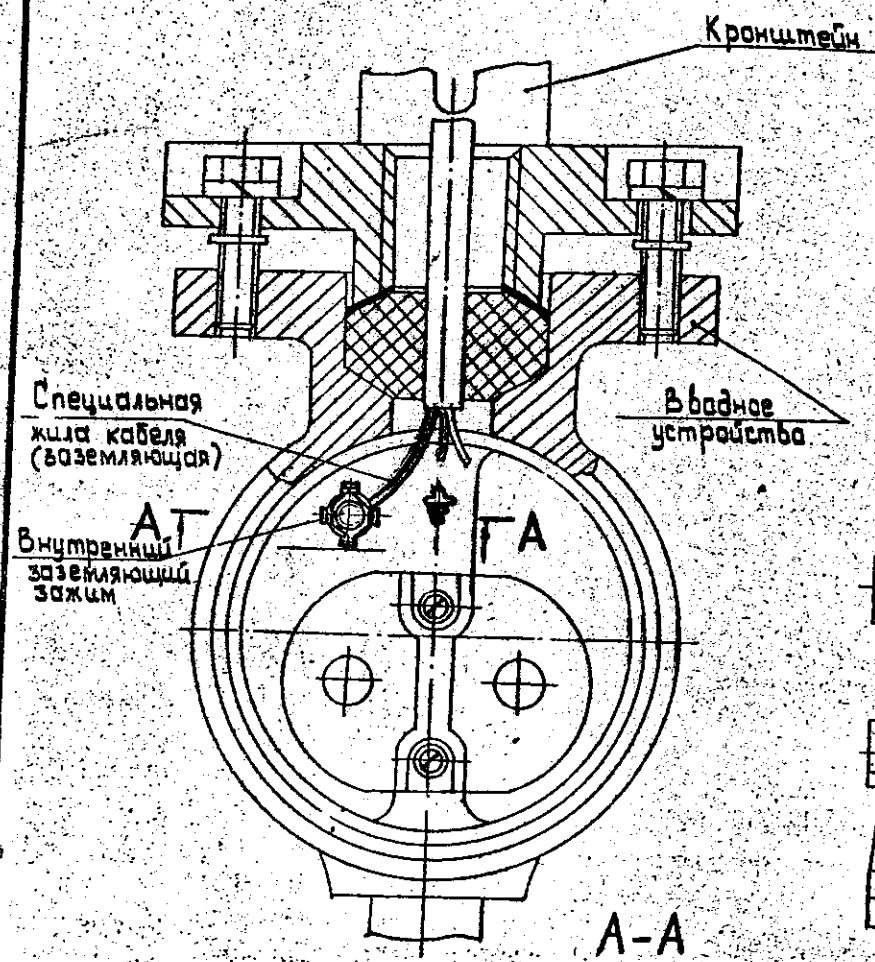 Кронштейн
Специальная
жила кабеля
(заземляющая)
Вводное
устройство
А А
Внутренний
заземляющий
зажим
А-А